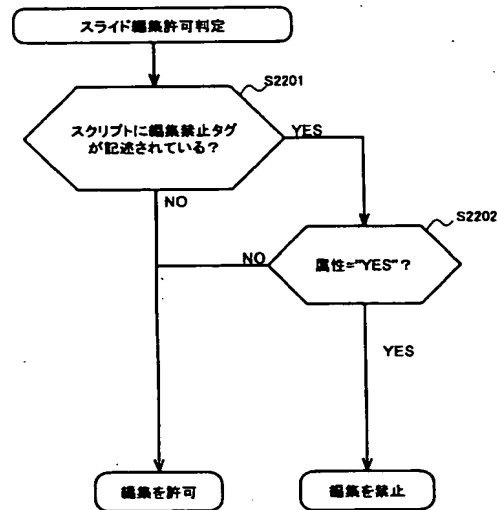 スライド編集許可判定
S2201
スクリプトに編集禁止タグ
が記述されている？
YES
NO
S2202
属性="YES"？
NO
YES
編集を許可
編集を禁止